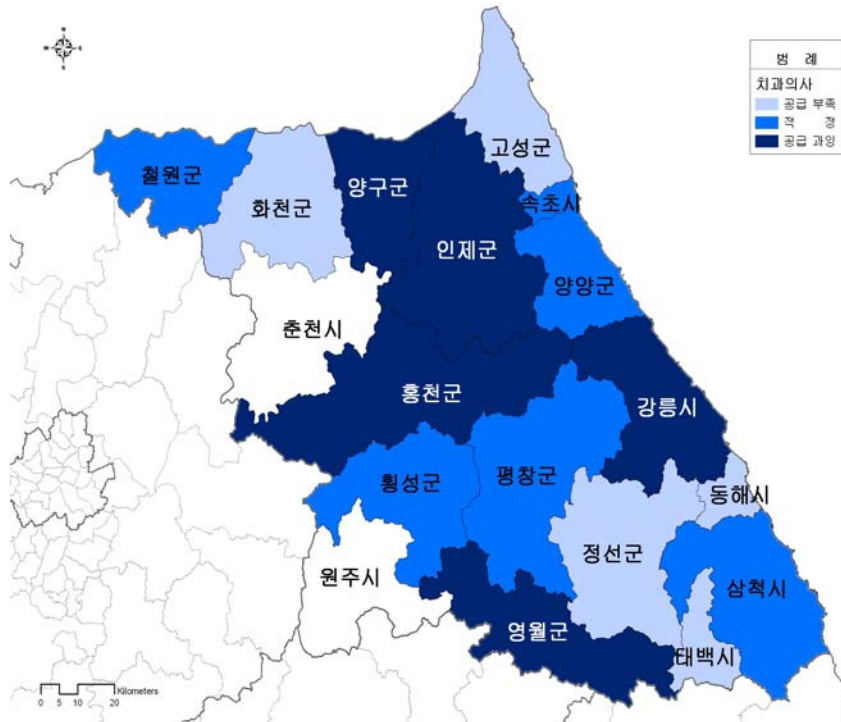 N
W E
S
범 례
치과의사
공급 부족
적 정
공급 과잉
고성군
철원군
양구군
화천군
속초시
인제군
양양군
춘천시
홍천군
강릉시
평창군
횡성군
동해시
정선군
원주시
삼척시
영월군
태백시
Kilometers
0 5 10 20